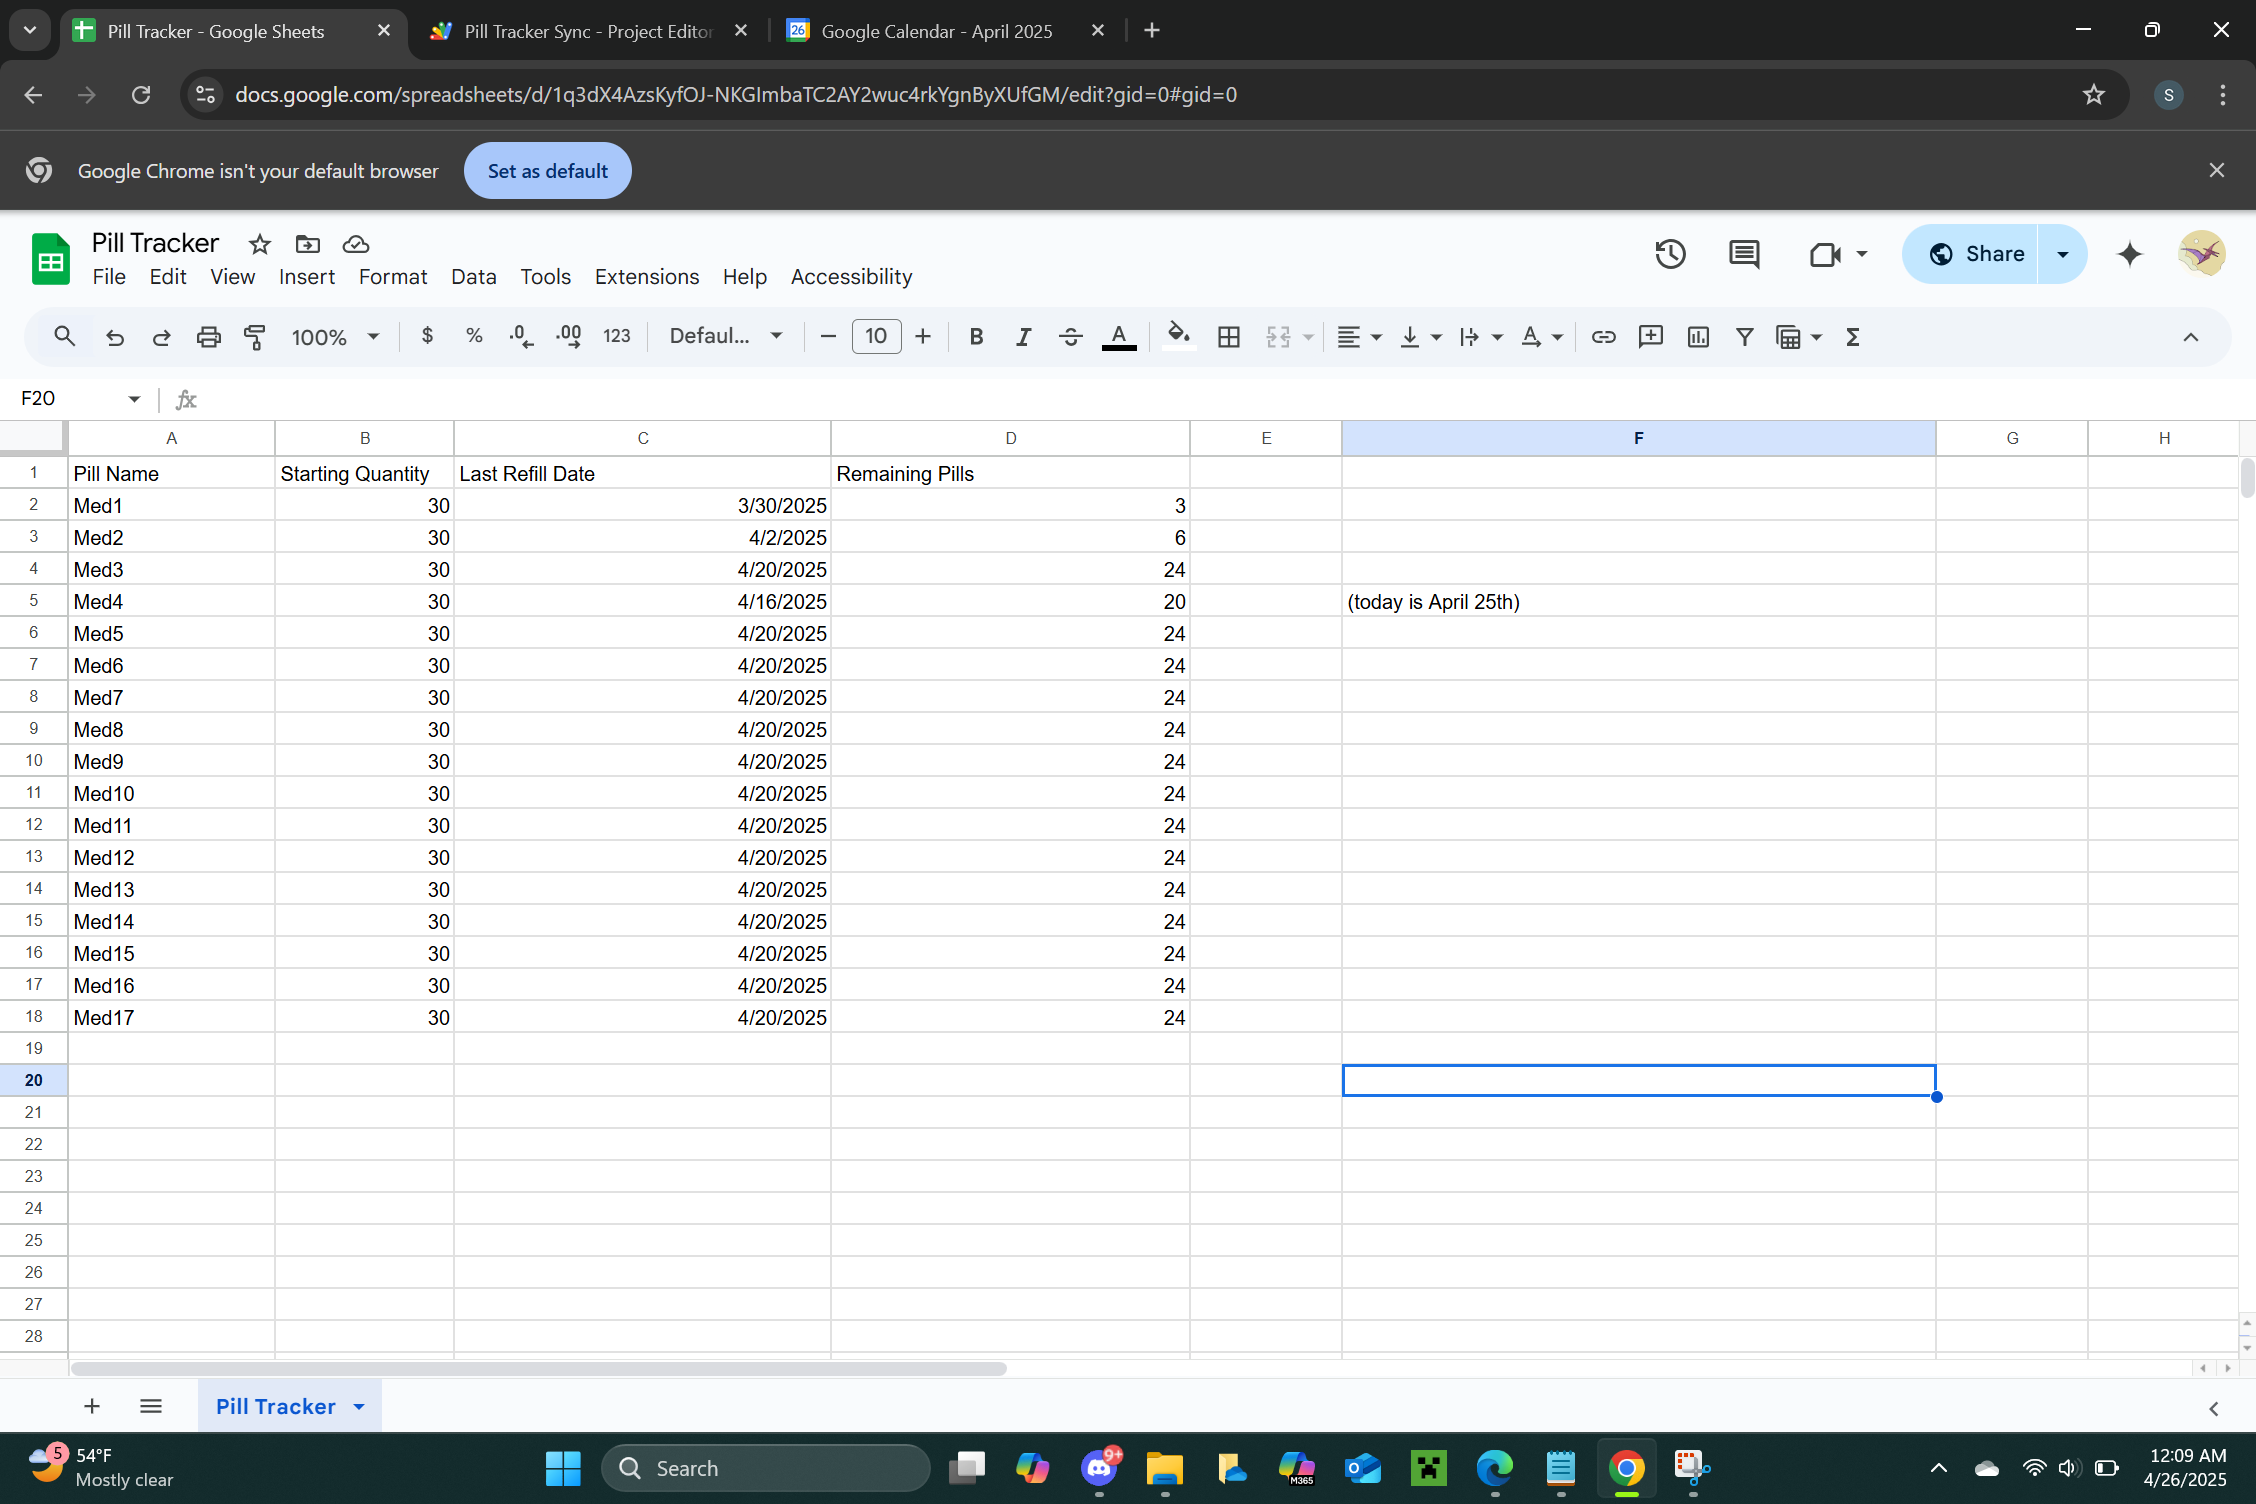 Pill Tracker - Google Sheets
Pill Tracker Sync - Project Editor
26
Google Calendar - April 2025
docs.google.com/spreadsheets/d/1q3dX4AzsKyfOJ-NKGImbaTC2AY2wuc4rkYgnByXUfGM/edit?gid=0#gid=0
S
Google Chrome isn't your default browser
Set as default
Pill Tracker
File Edit View Insert Format Data Tools Extensions Help Accessibility
Share
100% $ % .0 .00 123 Defaul... 10 B I A Σ
F20 fx
A B C D E F G H
1 Pill Name Starting Quantity Last Refill Date Remaining Pills
2 Med1 30 3/30/2025 3
3 Med2 30 4/2/2025 6
4 Med3 30 4/20/2025 24
5 Med4 30 4/16/2025 20 (today is April 25th)
6 Med5 30 4/20/2025 24
7 Med6 30 4/20/2025 24
8 Med7 30 4/20/2025 24
9 Med8 30 4/20/2025 24
10 Med9 30 4/20/2025 24
11 Med10 30 4/20/2025 24
12 Med11 30 4/20/2025 24
13 Med12 30 4/20/2025 24
14 Med13 30 4/20/2025 24
15 Med14 30 4/20/2025 24
16 Med15 30 4/20/2025 24
17 Med16 30 4/20/2025 24
18 Med17 30 4/20/2025 24
19
20
21
22
23
24
25
26
27
28
Pill Tracker
5
54°F
Mostly clear
Search
9+
M365
12:09 AM
4/26/2025